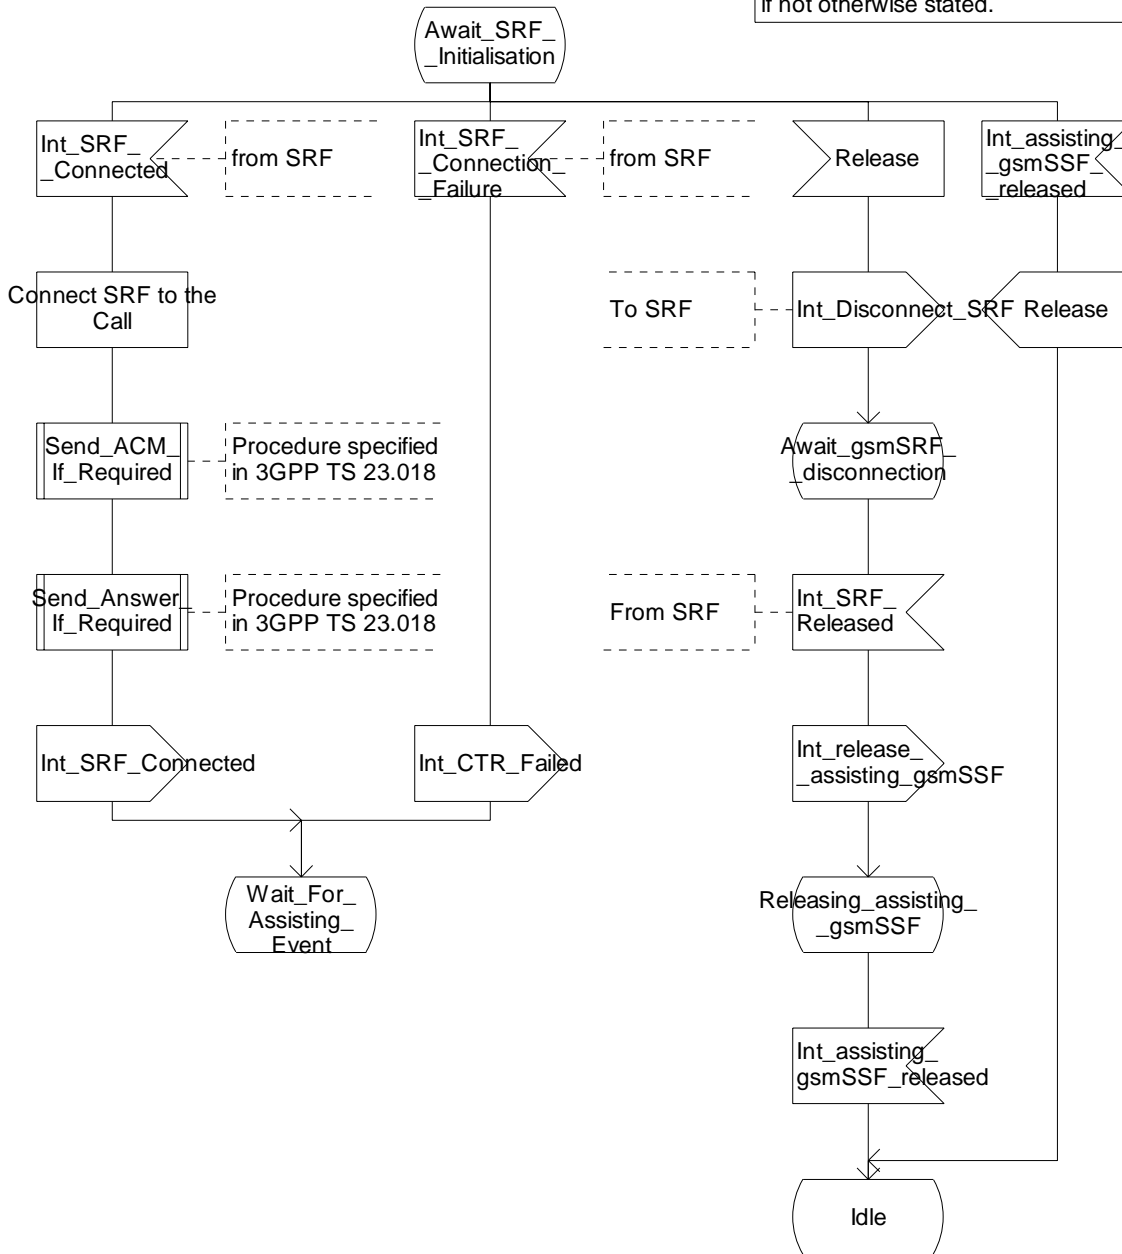 if not otherwise stated.
Await_SRF_
_Initialisation
Int_SRF_
_Connected
from SRF
Int_SRF_
_Connection_
_Failure
from SRF
Release
Int_assisting_
_gsmSSF_
_released
Connect SRF to the
Call
To SRF
Int_Disconnect_SRF
Release
Send_ACM_
If_Required
Procedure specified
in 3GPP TS 23.018
Await_gsmSRF_
_disconnection
Send_Answer_
If_Required
Procedure specified
in 3GPP TS 23.018
From SRF
Int_SRF_
Released
Int_SRF_Connected
Int_CTR_Failed
Int_release_
_assisting_gsmSSF
Wait_For_
Assisting_
Event
Releasing_assisting_
_gsmSSF
Int_assisting_
gsmSSF_released
Idle